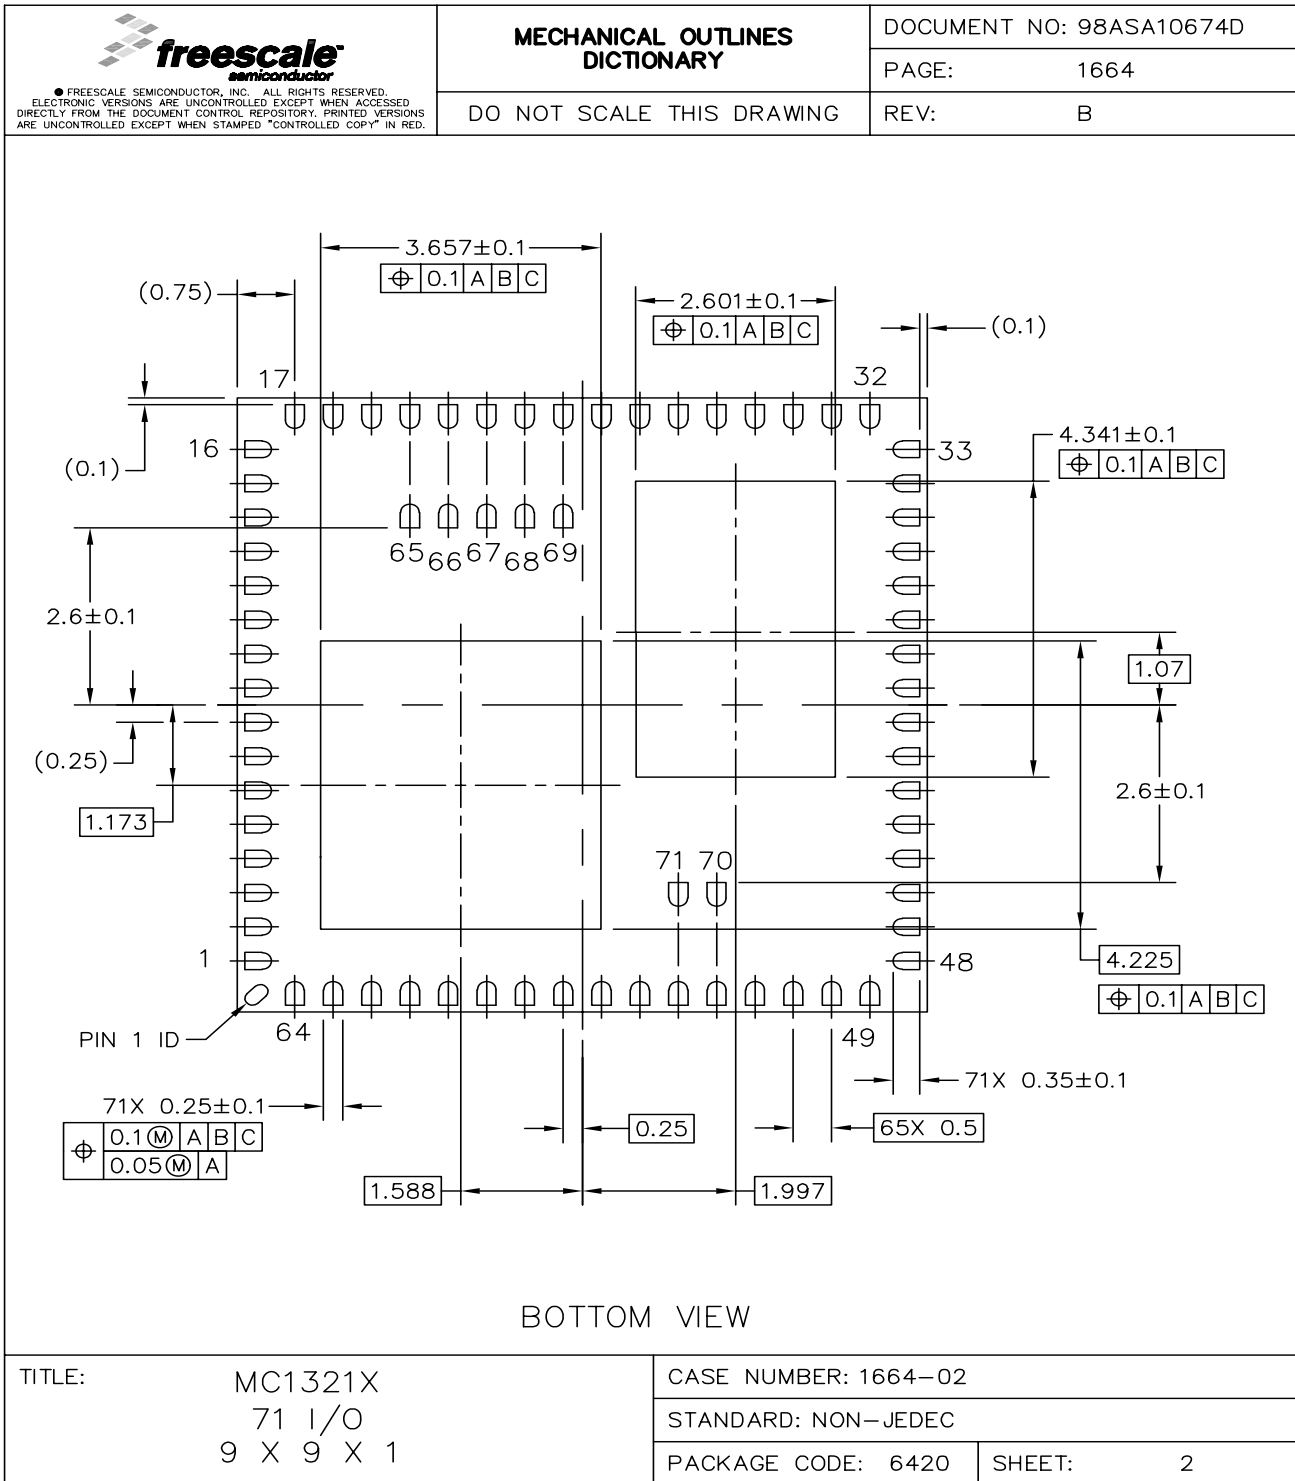 freescale™
semiconductor
● FREESCALE SEMICONDUCTOR, INC. ALL RIGHTS RESERVED.
ELECTRONIC VERSIONS ARE UNCONTROLLED EXCEPT WHEN ACCESSED
DIRECTLY FROM THE DOCUMENT CONTROL REPOSITORY. PRINTED VERSIONS
ARE UNCONTROLLED EXCEPT WHEN STAMPED "CONTROLLED COPY" IN RED.
MECHANICAL OUTLINES
DICTIONARY
DO NOT SCALE THIS DRAWING
DOCUMENT NO: 98ASA10674D
PAGE: 1664
REV: B
3.657±0.1
⌖ 0.1 A B C
(0.75)
2.601±0.1
⌖ 0.1 A B C
(0.1)
17
32
16
33
4.341±0.1
⌖ 0.1 A B C
(0.1)
65 66 67 68 69
2.6±0.1
1.07
(0.25)
2.6±0.1
1.173
71 70
1
48
4.225
⌖ 0.1 A B C
PIN 1 ID
64
49
71X 0.35±0.1
71X 0.25±0.1
⌖ 0.1Ⓜ A B C
0.05Ⓜ A
0.25
65X 0.5
1.588
1.997
BOTTOM VIEW
TITLE:
MC1321X
71 I/O
9 X 9 X 1
CASE NUMBER: 1664-02
STANDARD: NON-JEDEC
PACKAGE CODE: 6420
SHEET: 2